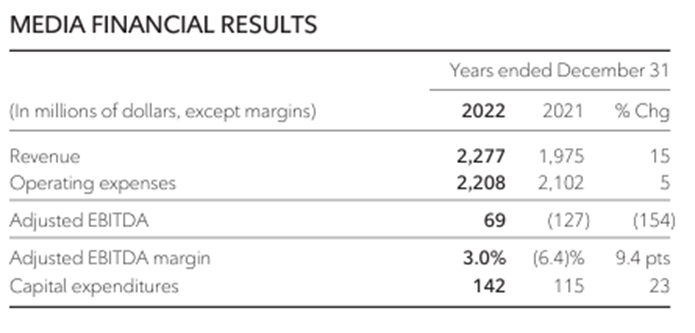 MEDIA FINANCIAL RESULTS
Years ended December 31
(In millions of dollars, except margins) 2022 2021 % Chg
Revenue 2,277 1,975 15
Operating expenses 2,208 2,102 5
Adjusted EBITDA 69 (127) (154)
Adjusted EBITDA margin 3.0% (6.4)% 9.4 pts
Capital expenditures 142 115 23